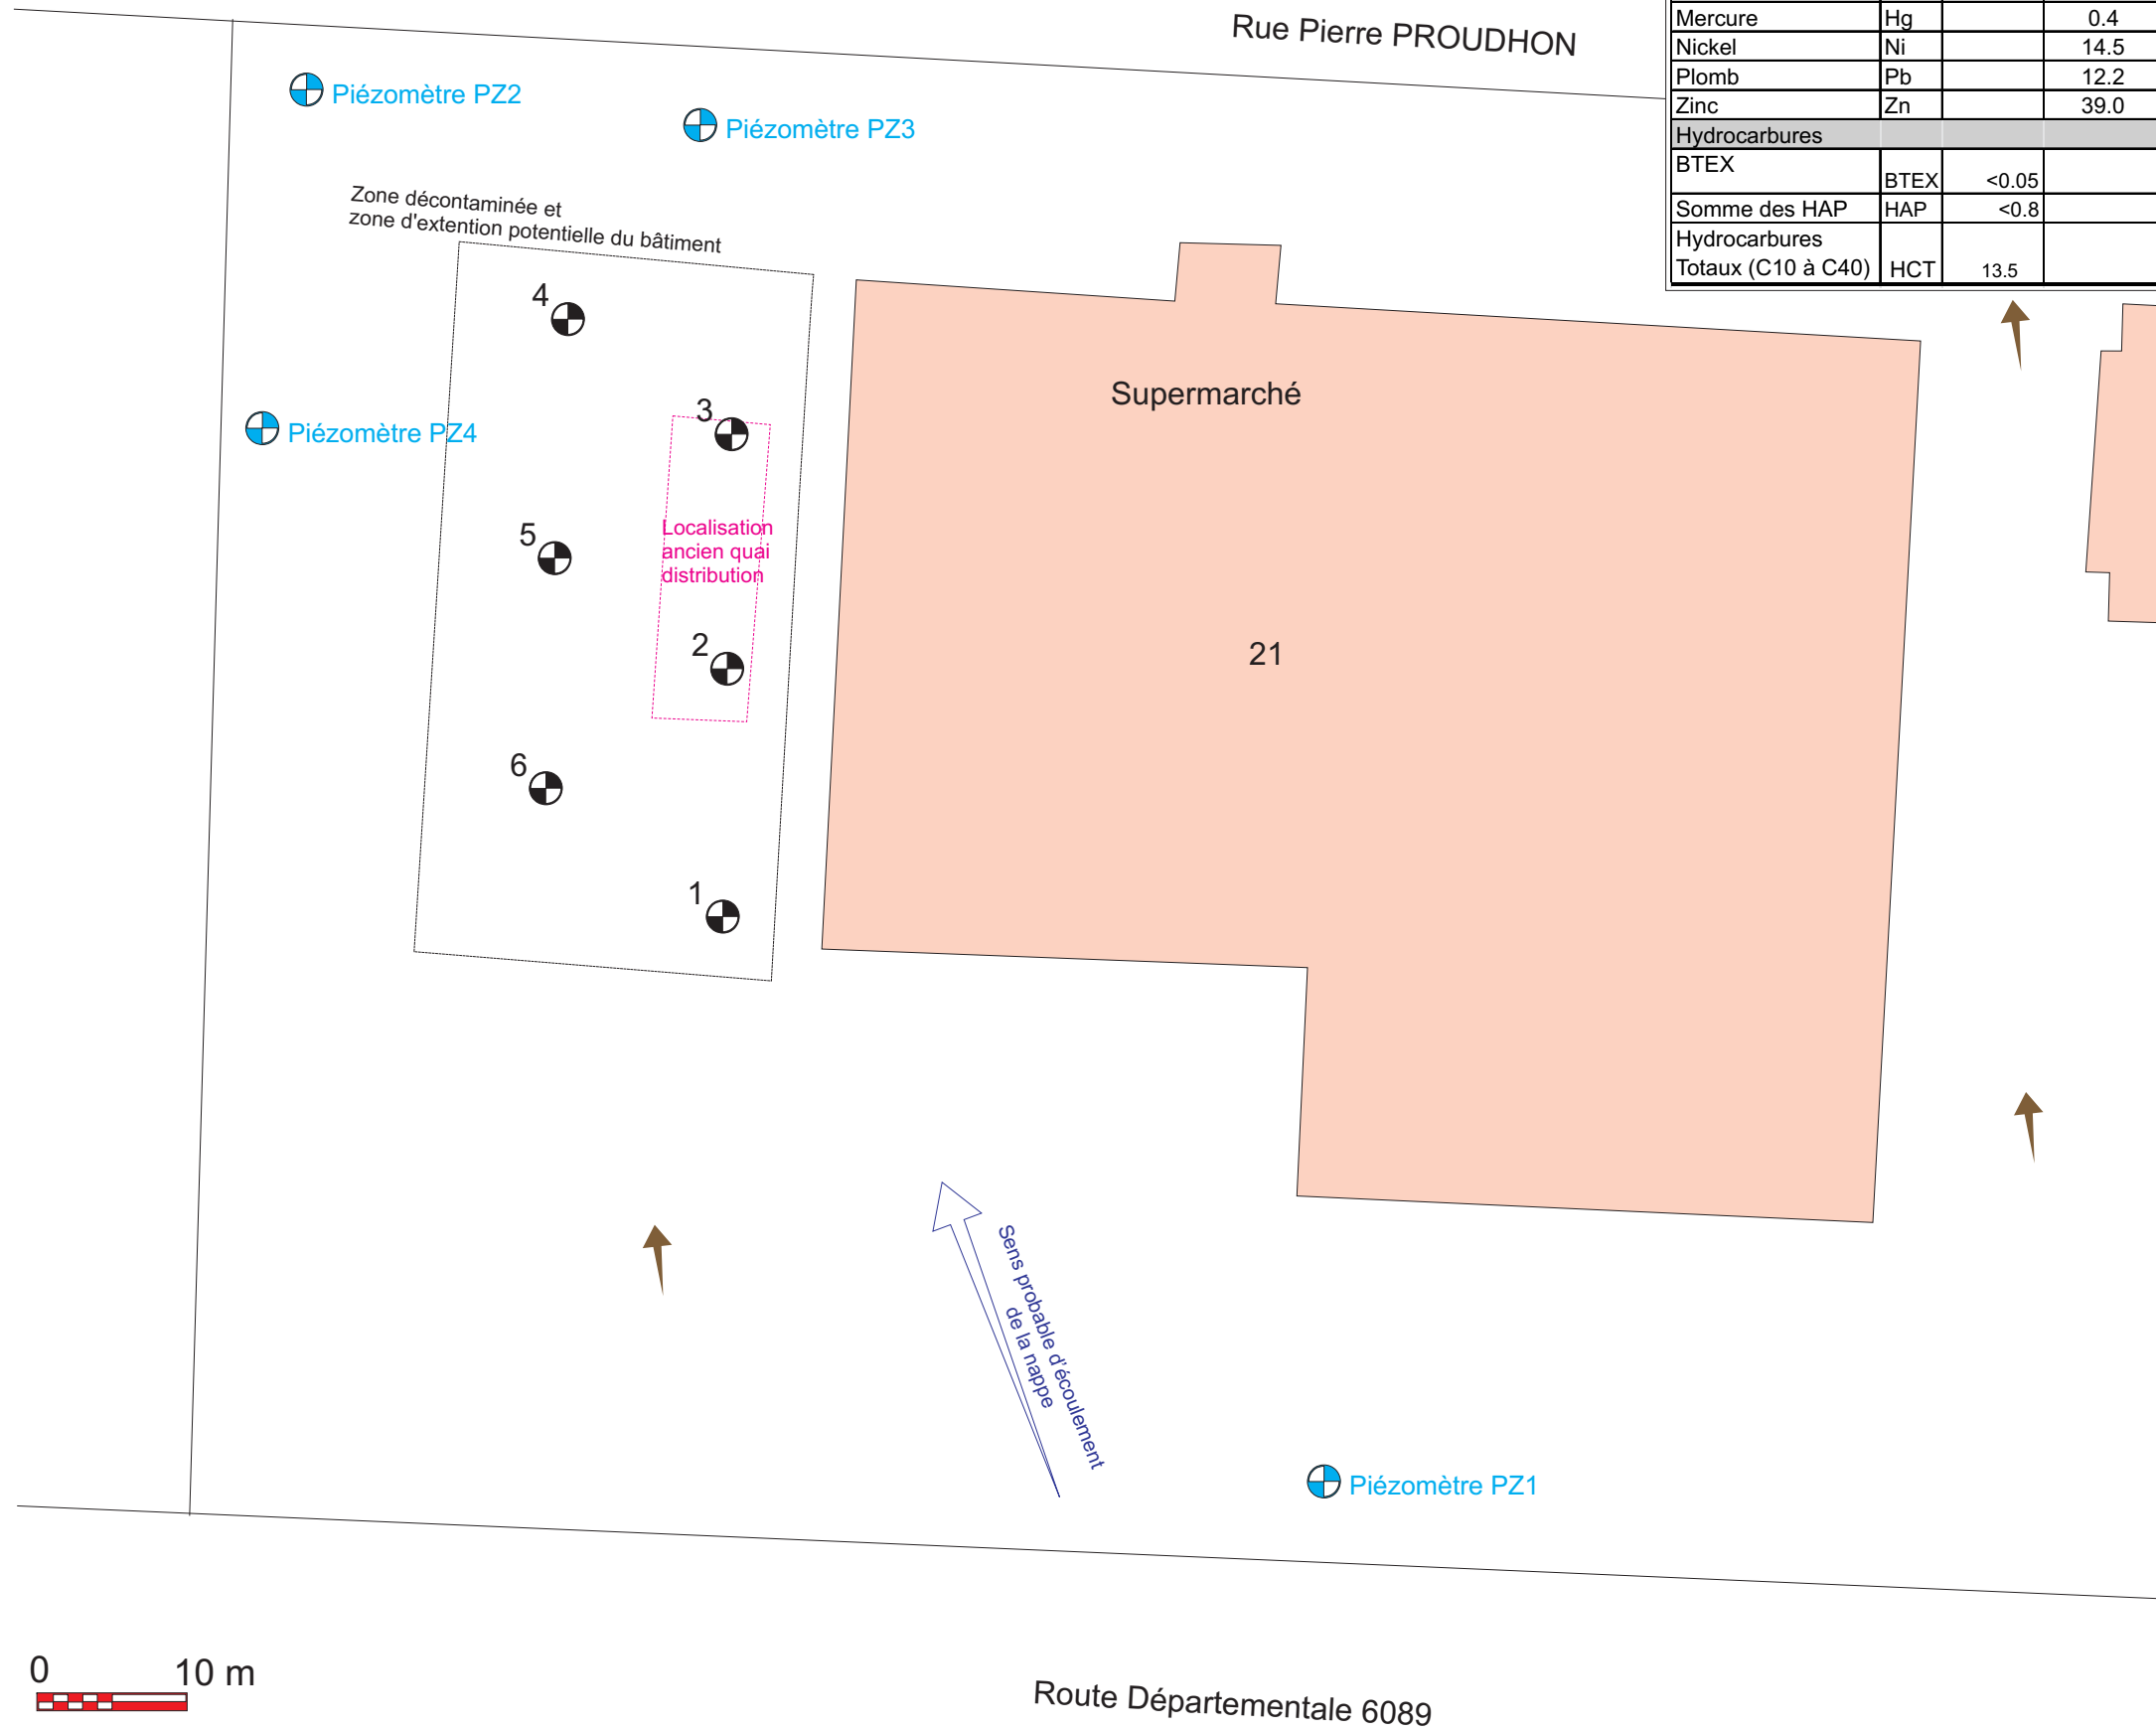 Rue Pierre PROUDHON
Mercure Hg 0.4
Nickel Ni 14.5
Plomb Pb 12.2
Zinc Zn 39.0
Hydrocarbures
BTEX BTEX <0.05
Somme des HAP HAP <0.8
Hydrocarbures
Totaux (C10 à C40) HCT 13.5
Piézomètre PZ2
Piézomètre PZ3
Zone décontaminée et
zone d'extention potentielle du bâtiment
4
Supermarché
3
Piézomètre PZ4
5
Localisation
ancien quai
distribution
2
21
6
1
Sens probable d'écoulement
de la nappe
Piézomètre PZ1
0 10 m
Route Départementale 6089